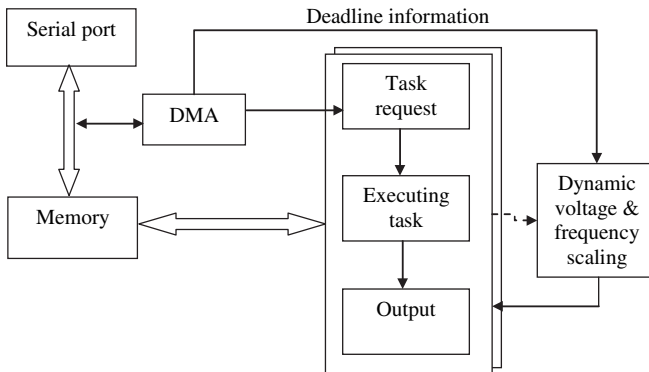 Deadline information
Serial port
DMA
Task
request
Memory
Executing
task
Dynamic
voltage &
frequency
scaling
Output